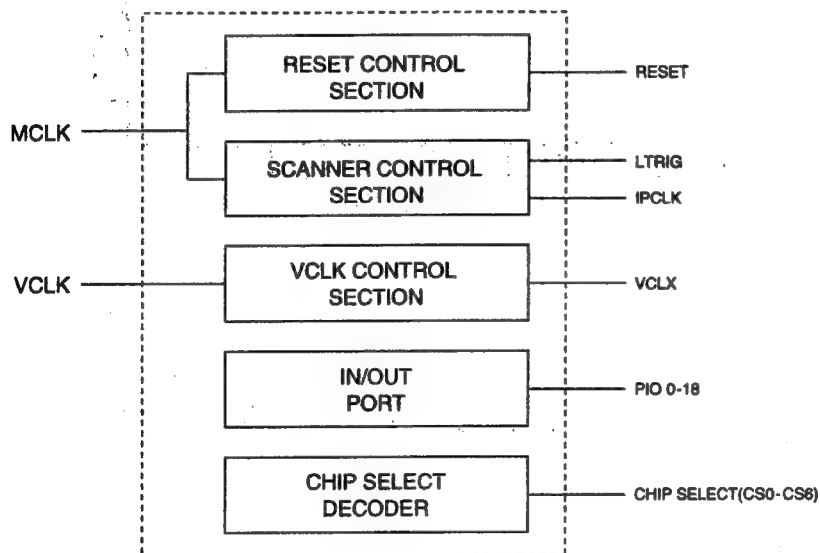 RESET CONTROL
SECTION
RESET
MCLK
SCANNER CONTROL
SECTION
LTRIG
IPCLK
VCLK
VCLK CONTROL
SECTION
VCLX
IN/OUT
PORT
PIO 0-18
CHIP SELECT
DECODER
CHIP SELECT(CS0-CS6)